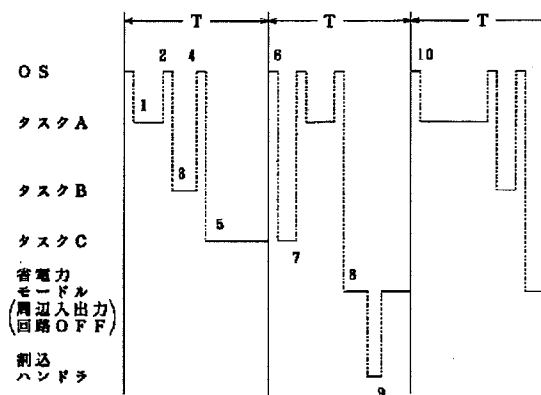 T T T
2 4 6 10
OS
1
タスクA
3
タスクB
5
タスクC
7
省電力
モードル
8
(周辺入出力
回路OFF)
割込
ハンドラ
9